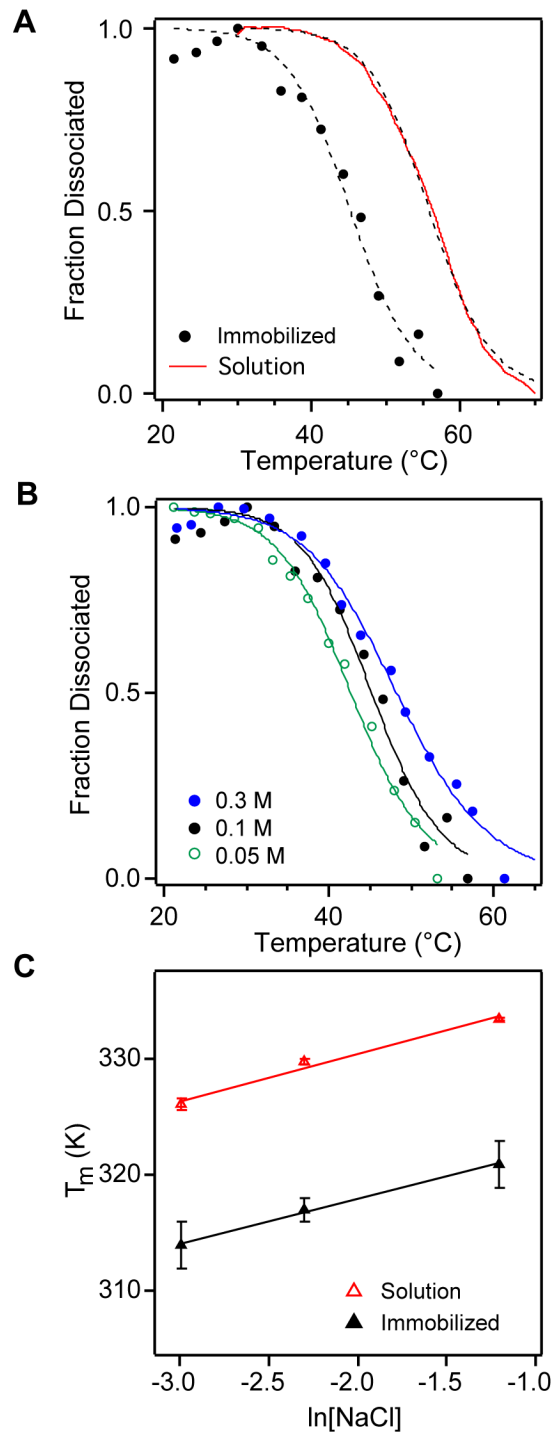 A
Fraction Dissociated
1.0
0.5
0.0
Immobilized
Solution
20
40
60
Temperature (°C)
B
Fraction Dissociated
1.0
0.5
0.0
0.3 M
0.1 M
0.05 M
20
40
60
Temperature (°C)
C
Tm (K)
330
320
310
Solution
Immobilized
-3.0
-2.5
-2.0
-1.5
-1.0
ln[NaCl]